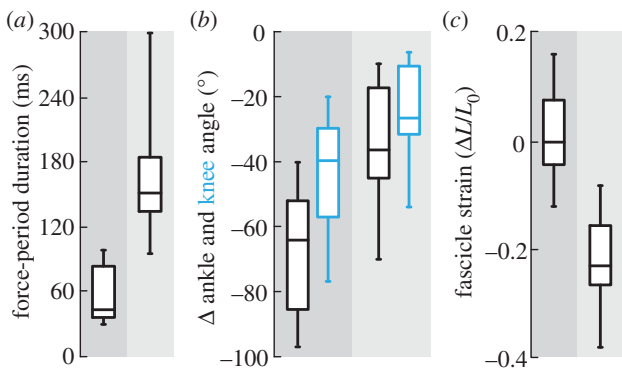 (a)
force-period duration (ms)
300
240
180
120
60
0
(b)
Δ ankle and knee angle (°)
0
−20
−40
−60
−80
−100
(c)
fascicle strain (ΔL/L0)
0.2
0
−0.2
−0.4